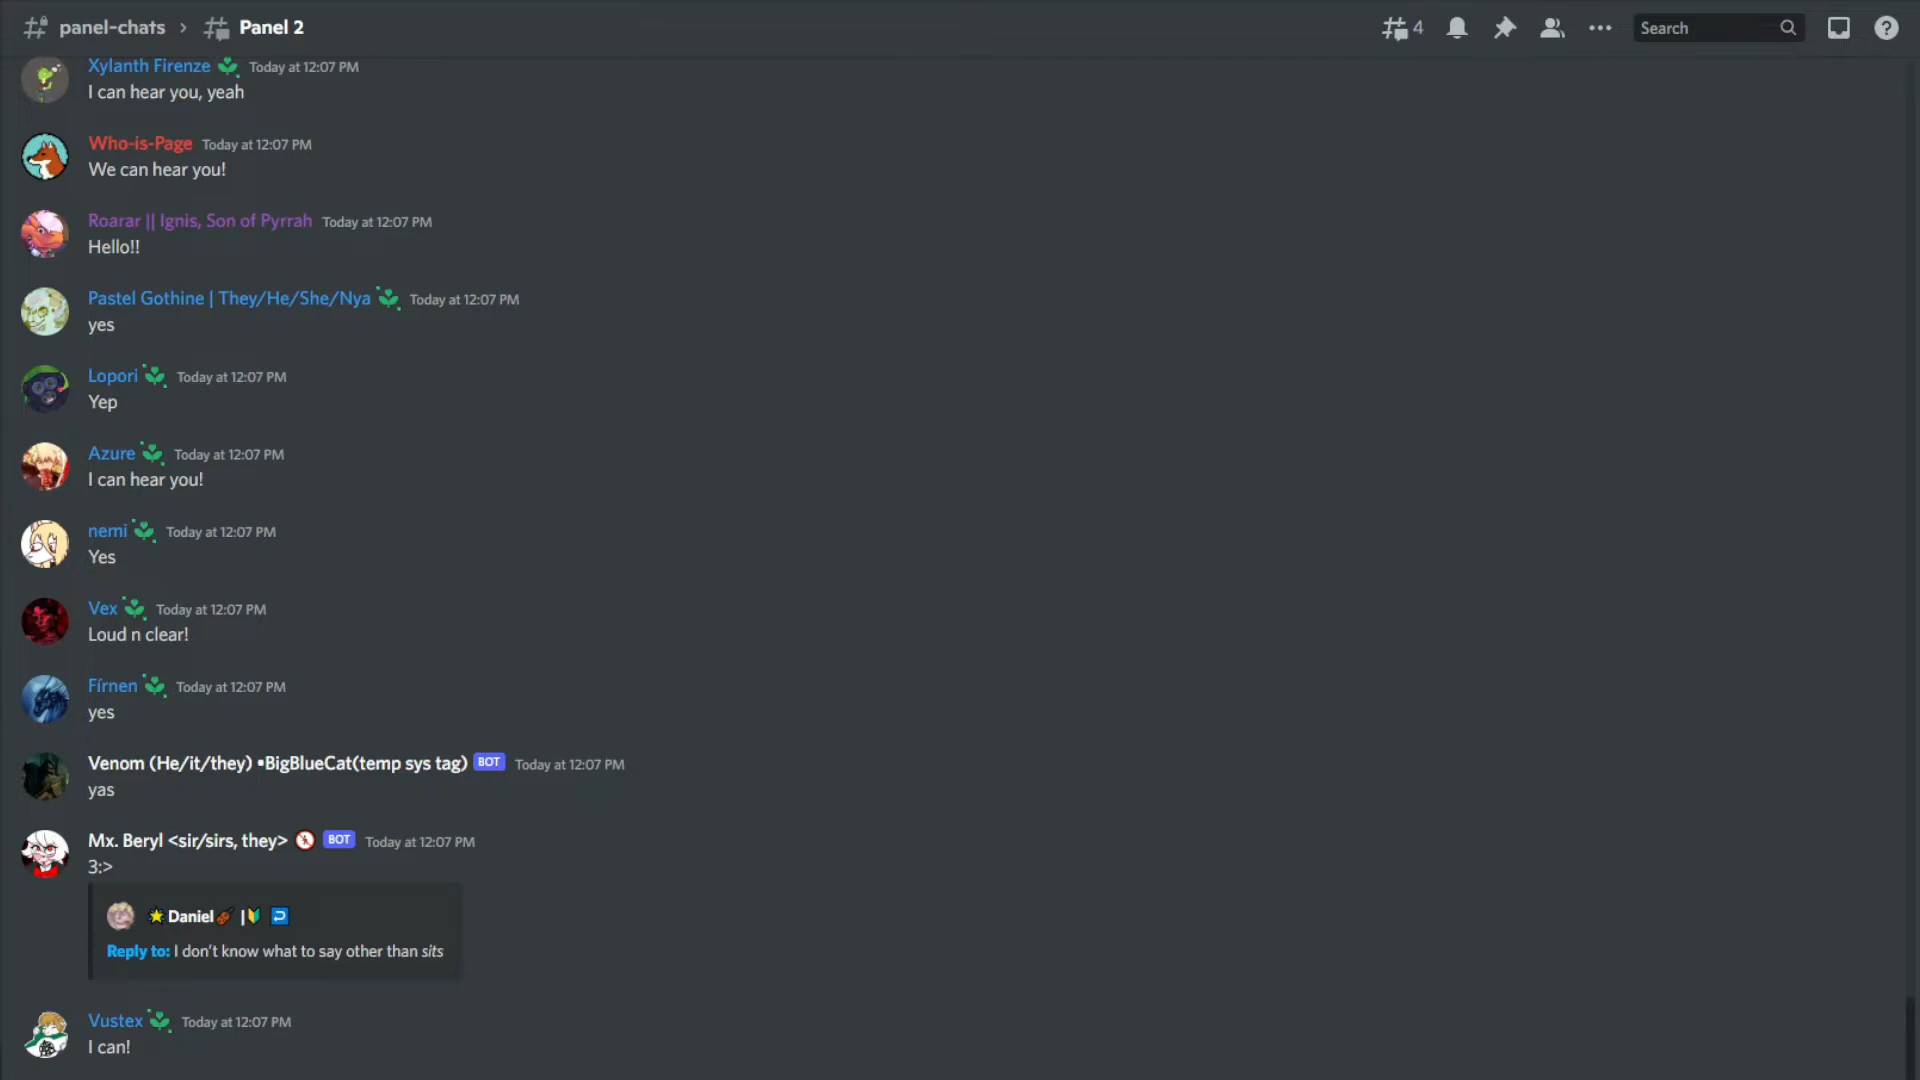 panel-chats › Panel 2 4 Search
Xylanth Firenze Today at 12:07 PM
I can hear you, yeah
Who-is-Page Today at 12:07 PM
We can hear you!
Roarar || Ignis, Son of Pyrrah Today at 12:07 PM
Hello!!
Pastel Gothine | They/He/She/Nya Today at 12:07 PM
yes
Lopori Today at 12:07 PM
Yep
Azure Today at 12:07 PM
I can hear you!
nemi Today at 12:07 PM
Yes
Vex Today at 12:07 PM
Loud n clear!
Fírnen Today at 12:07 PM
yes
Venom (He/it/they) •BigBlueCat(temp sys tag) BOT Today at 12:07 PM
yas
Mx. Beryl <sir/sirs, they> BOT Today at 12:07 PM
3:>
Daniel |
Reply to: I don't know what to say other than sits
Vustex Today at 12:07 PM
I can!